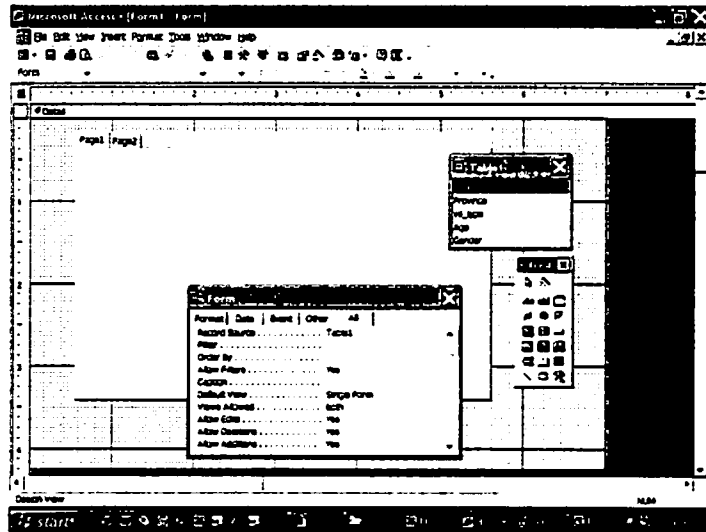 Microsoft Access - [Form1 : Form]
File Edit View Insert Format Tools Window Help
Form
Detail
Page1 Page2
Table1
Province
Age
Gender
Form
Format Data Event Other All
Record Source Table1
Filter
Order By
Allow Filters Yes
Caption
Default View Single Form
Views Allowed Both
Allow Edits Yes
Allow Deletions Yes
Allow Additions Yes
Design View NUM
start